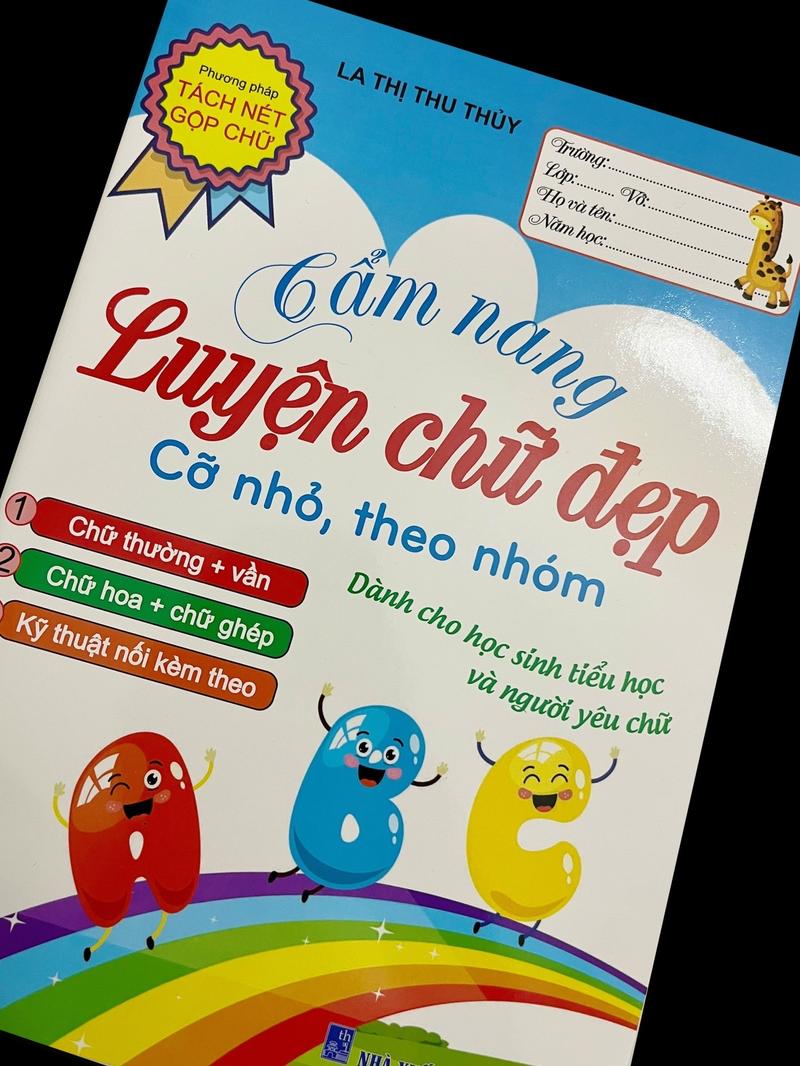 Phương pháp
TÁCH NÉT
GỘP CHỮ
LA THỊ THU THỦY
Trường:
Lớp: Vở:
Họ và tên:
Năm học:
Cẩm nang
Luyện chữ đẹp
Cỡ nhỏ, theo nhóm
1 Chữ thường + vần
2 Chữ hoa + chữ ghép
Kỹ thuật nối kèm theo
Dành cho học sinh tiểu học
và người yêu chữ
A B C
NHÀ